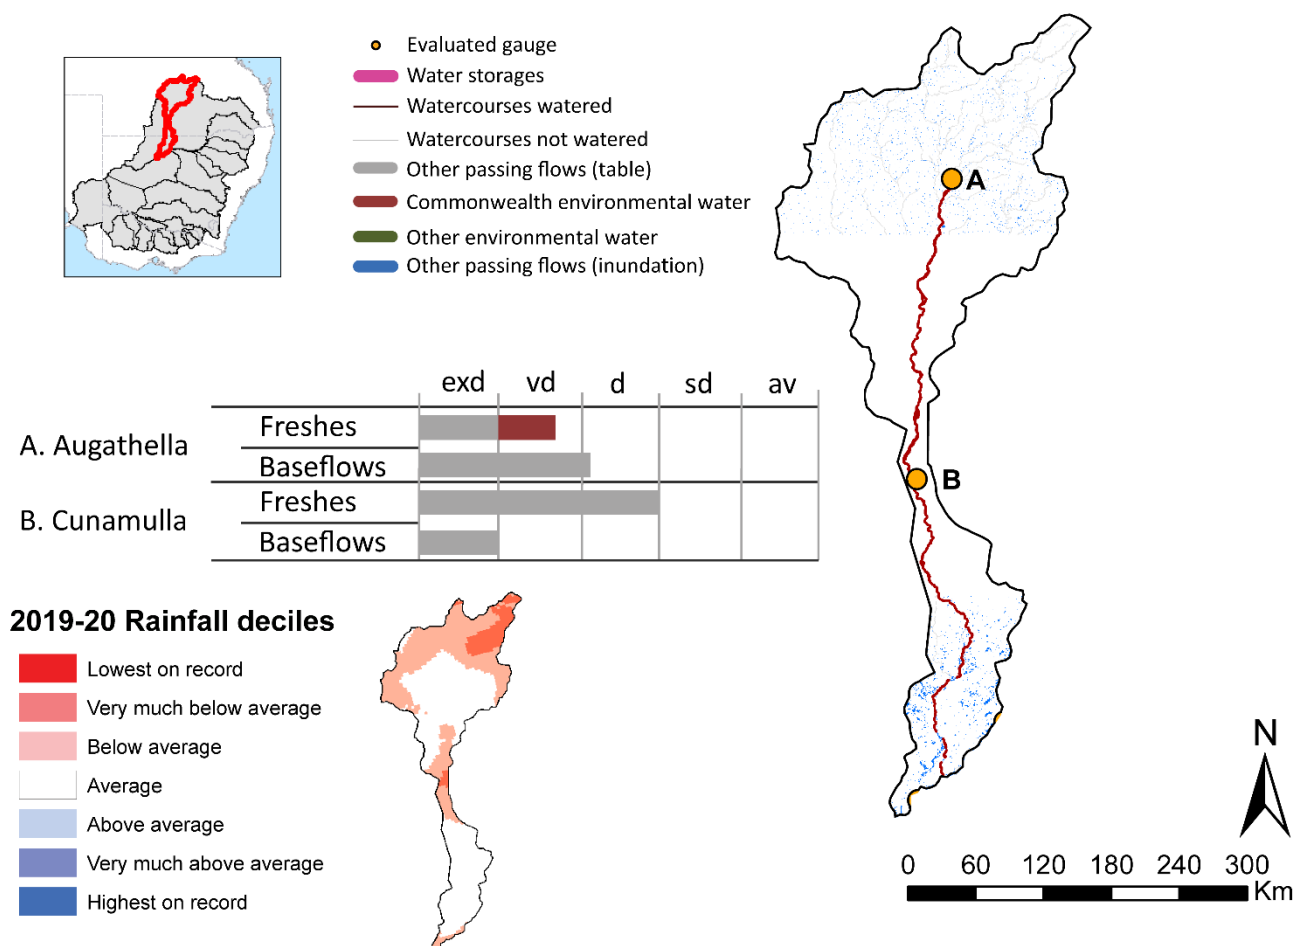 Evaluated gauge
Water storages
Watercourses watered
Watercourses not watered
Other passing flows (table)
Commonwealth environmental water
Other environmental water
Other passing flows (inundation)
A
B
exd vd d sd av
A. Augathella
Freshes
Baseflows
B. Cunamulla
Freshes
Baseflows
2019-20 Rainfall deciles
Lowest on record
Very much below average
Below average
Average
Above average
Very much above average
Highest on record
N
0 60 120 180 240 300
Km